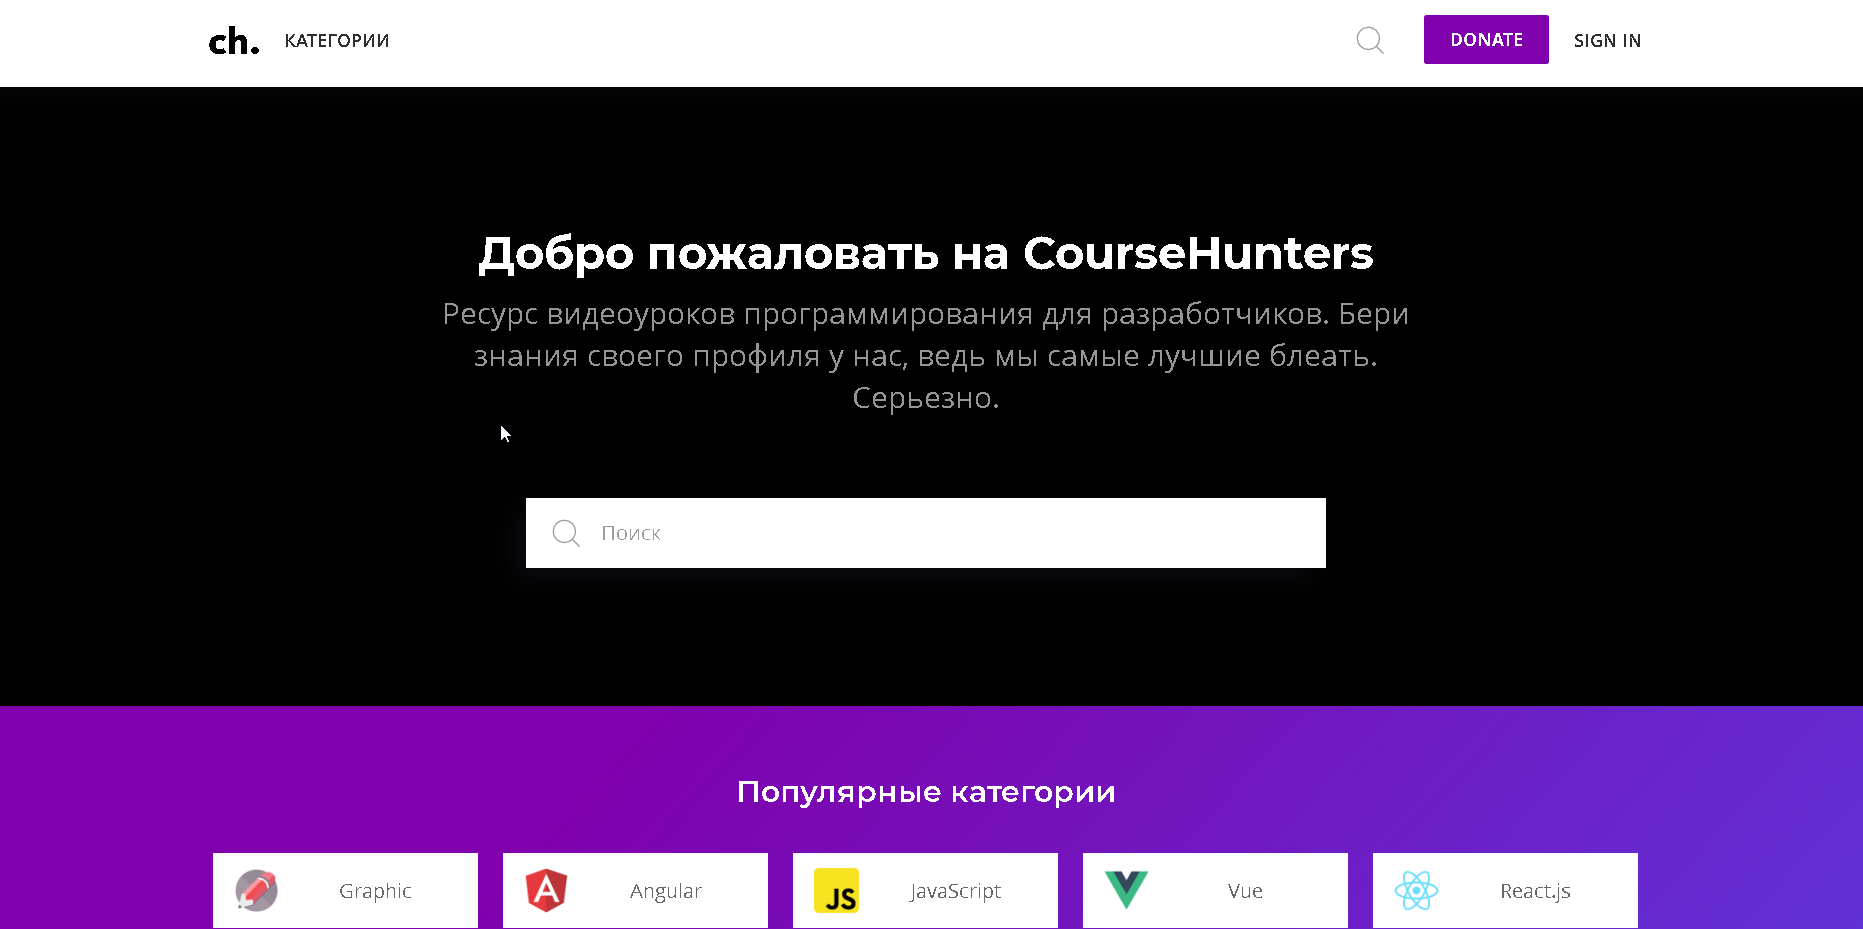 ch. КАТЕГОРИИ DONATE SIGN IN
Добро пожаловать на CourseHunters
Ресурс видеоуроков программирования для разработчиков. Бери
знания своего профиля у нас, ведь мы самые лучшие блеать.
Серьезно.
Поиск
Популярные категории
Graphic Angular JS JavaScript Vue React.js